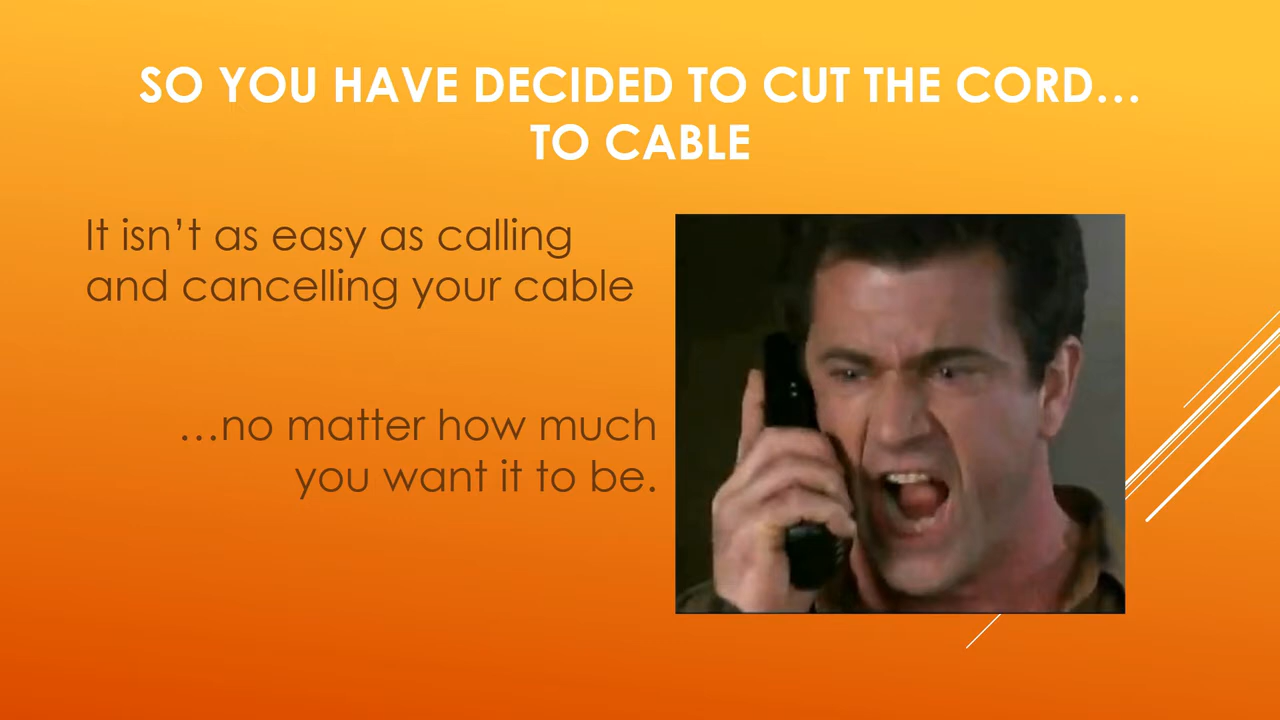 SO YOU HAVE DECIDED TO CUT THE CORD…
TO CABLE
It isn’t as easy as calling
and cancelling your cable
…no matter how much
you want it to be.